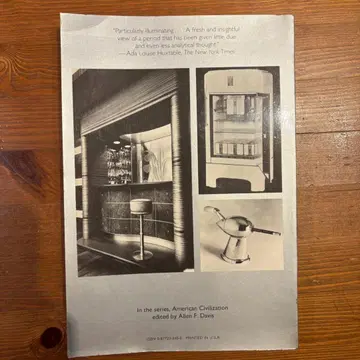 "Particularly illuminating . . . A fresh and insightful
view of a period that has been given little due
and even less analytical thought."
- Ada Louise Huxtable, The New York Times
In the series, American Civilization
edited by Allen F. Davis
PRINTED IN U.S.A.